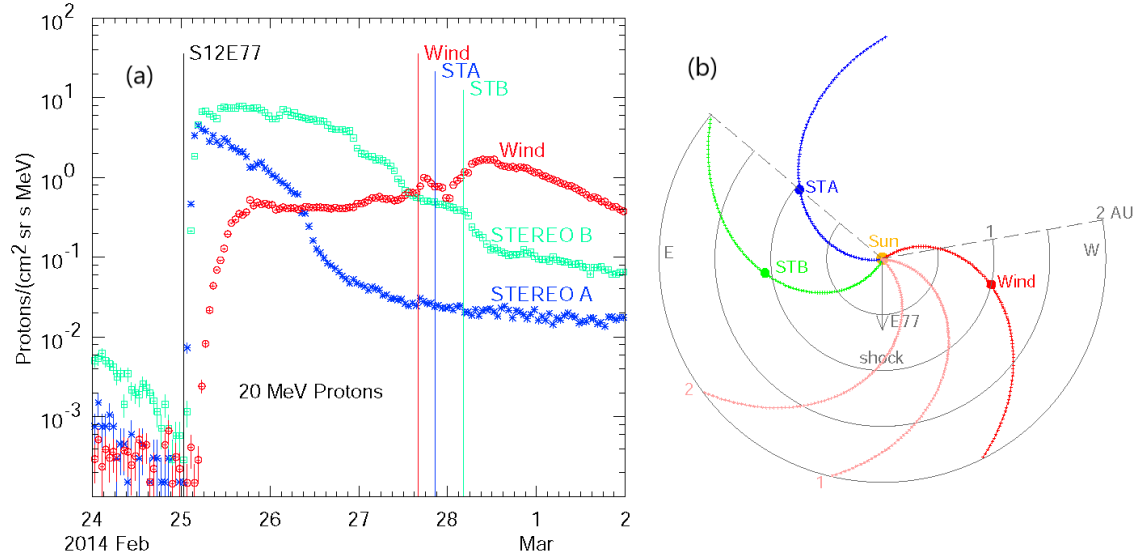 (a)
S12E77
Wind
STA
STB
Wind
STEREO B
STEREO A
20 MeV Protons
Protons/(cm2 sr s MeV)
10²
10¹
10⁰
10⁻¹
10⁻²
10⁻³
24 25 26 27 28 1 2
2014 Feb Mar
(b)
STA
Sun
2 AU
1
E
W
STB
Wind
E77
shock
2
1